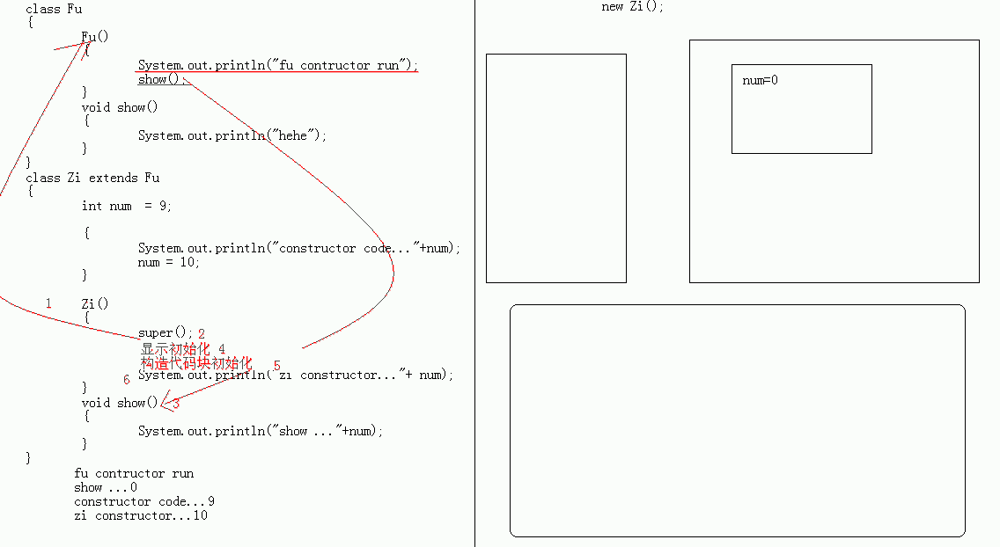 class Fu
{
Fu()
{
System.out.println("fu contructor run");
show();
}
void show()
{
System.out.println("hehe");
}
}
class Zi extends Fu
{
int num = 9;
{
System.out.println("constructor code..."+num);
num = 10;
}
1 Zi()
{
super(); 2
显示初始化 4
构造代码块初始化 5
6 System.out.println("zi constructor..."+ num);
}
void show() 3
{
System.out.println("show ..."+num);
}
}
fu contructor run
show ...0
constructor code...9
zi constructor...10
new Zi();
num=0